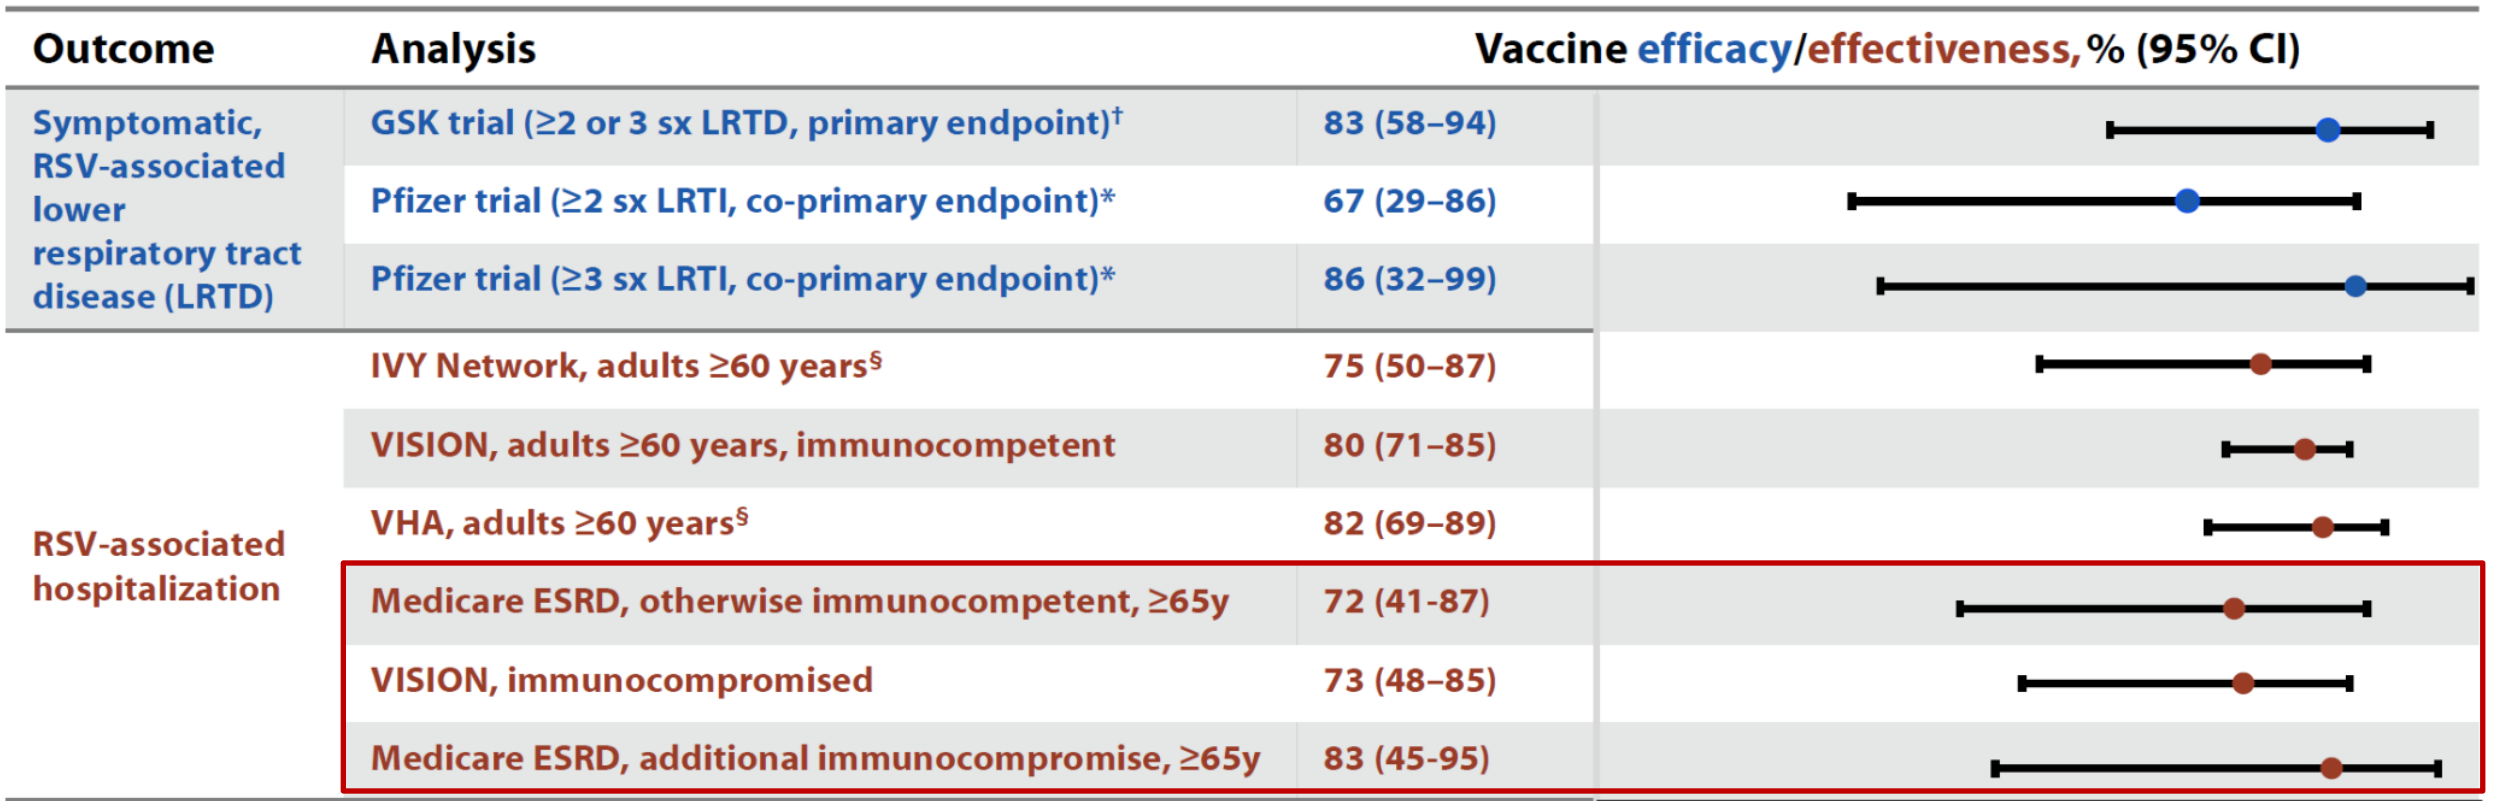 Outcome Analysis Vaccine efficacy/effectiveness, % (95% CI)
Symptomatic,
RSV-associated
lower
respiratory tract
disease (LRTD)
GSK trial (≥2 or 3 sx LRTD, primary endpoint)† 83 (58–94)
Pfizer trial (≥2 sx LRTI, co-primary endpoint)* 67 (29–86)
Pfizer trial (≥3 sx LRTI, co-primary endpoint)* 86 (32–99)
RSV-associated
hospitalization
IVY Network, adults ≥60 years§ 75 (50–87)
VISION, adults ≥60 years, immunocompetent 80 (71–85)
VHA, adults ≥60 years§ 82 (69–89)
Medicare ESRD, otherwise immunocompetent, ≥65y 72 (41-87)
VISION, immunocompromised 73 (48–85)
Medicare ESRD, additional immunocompromise, ≥65y 83 (45-95)